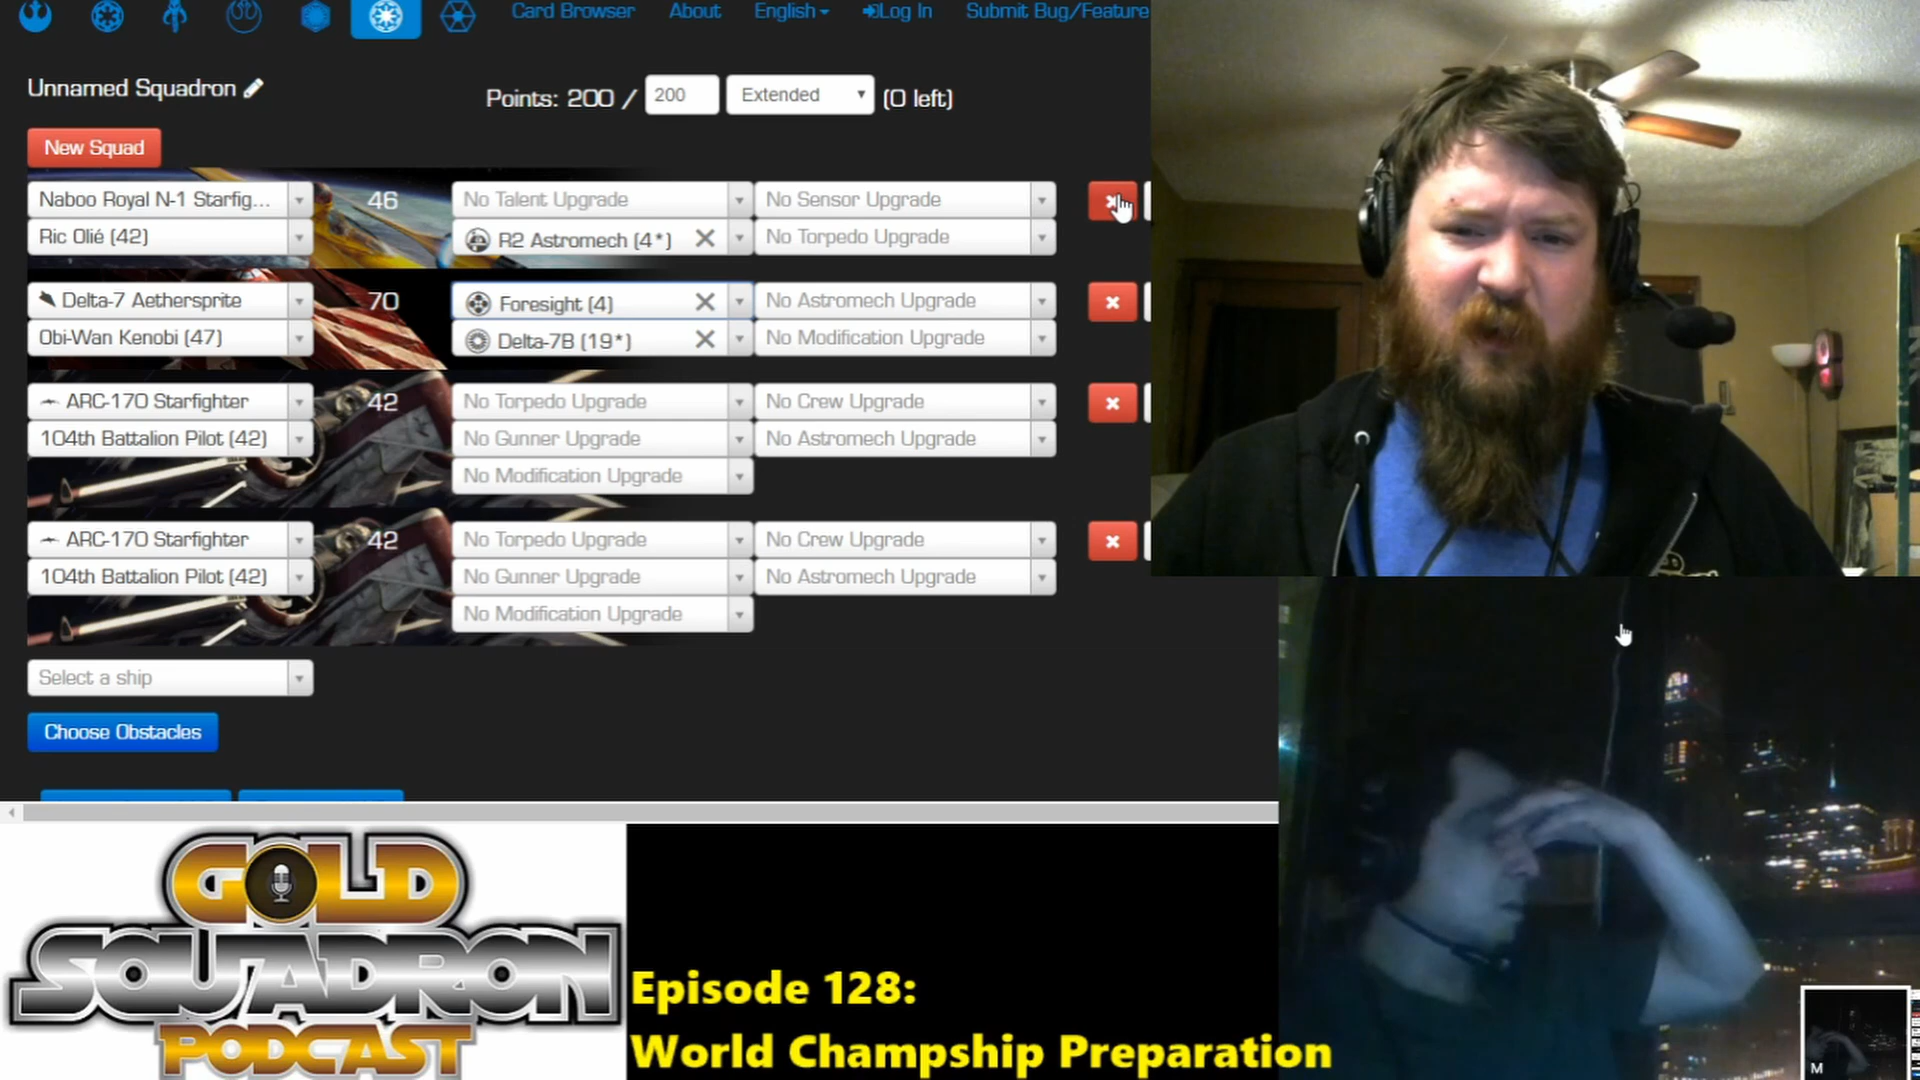 Card Browser About English Log In Submit Bug/Feature
Unnamed Squadron
Points: 200 / 200 Extended (0 left)
New Squad
Naboo Royal N-1 Starfig... 46 No Talent Upgrade No Sensor Upgrade
Ric Olié (42) R2 Astromech (4*) No Torpedo Upgrade
Delta-7 Aethersprite 70 Foresight (4) No Astromech Upgrade
Obi-Wan Kenobi (47) Delta-7B (19*) No Modification Upgrade
ARC-170 Starfighter 42 No Torpedo Upgrade No Crew Upgrade
104th Battalion Pilot (42) No Gunner Upgrade No Astromech Upgrade
No Modification Upgrade
ARC-170 Starfighter 42 No Torpedo Upgrade No Crew Upgrade
104th Battalion Pilot (42) No Gunner Upgrade No Astromech Upgrade
No Modification Upgrade
Select a ship
Choose Obstacles
GOLD
SQUADRON
PODCAST
Episode 128:
World Champship Preparation
M